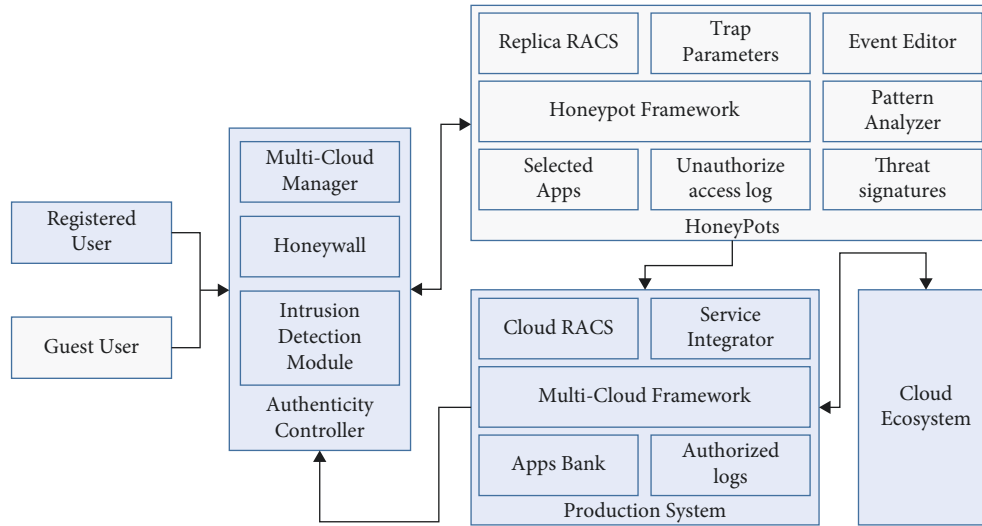 Registered
User
Guest User
Multi-Cloud
Manager
Honeywall
Intrusion
Detection
Module
Authenticity
Controller
Replica RACS
Trap
Parameters
Event Editor
Honeypot Framework
Pattern
Analyzer
Selected
Apps
Unauthorize
access log
Threat
signatures
HoneyPots
Cloud RACS
Service
Integrator
Multi-Cloud Framework
Apps Bank
Authorized
logs
Production System
Cloud
Ecosystem